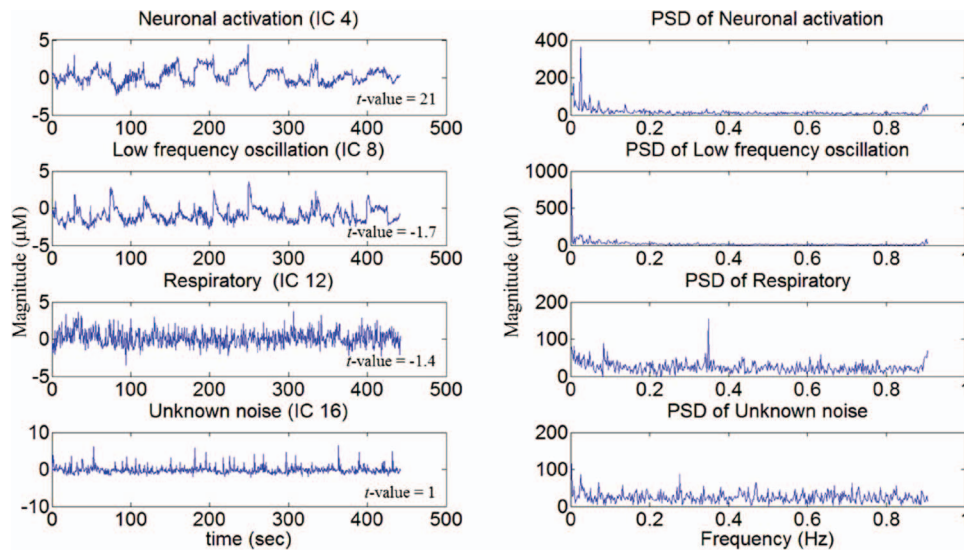 Neuronal activation (IC 4)
5
0
-5
t-value = 21
0 100 200 300 400 500
Low frequency oscillation (IC 8)
5
0
-5
t-value = -1.7
0 100 200 300 400 500
Respiratory (IC 12)
5
0
-5
t-value = -1.4
0 100 200 300 400 500
Unknown noise (IC 16)
10
0
-10
t-value = 1
0 100 200 300 400 500
time (sec)
Magnitude (µM)
PSD of Neuronal activation
400
200
0
0 0.2 0.4 0.6 0.8 1
PSD of Low frequency oscillation
1000
500
0
0 0.2 0.4 0.6 0.8 1
PSD of Respiratory
200
100
0
0 0.2 0.4 0.6 0.8 1
PSD of Unknown noise
200
100
0
0 0.2 0.4 0.6 0.8 1
Frequency (Hz)
Magnitude (µM)